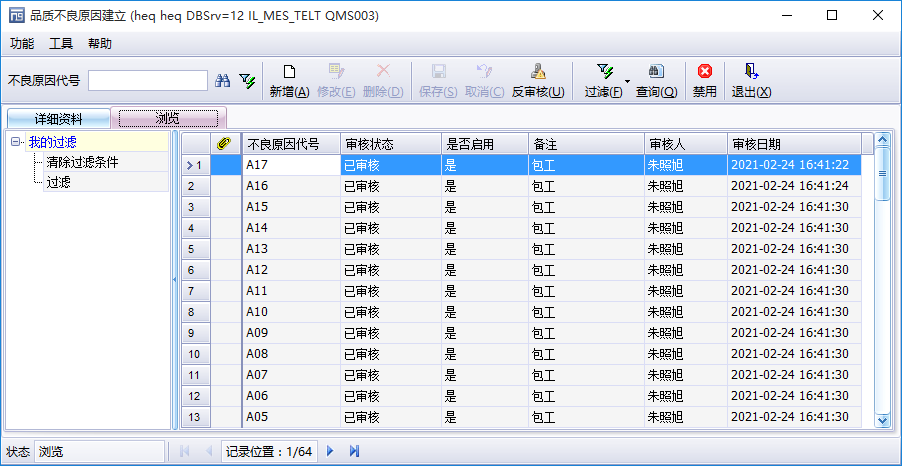 品质不良原因建立 (heq heq DBSrv=12 IL_MES_TELT QMS003)
功能 工具 帮助
不良原因代号 新增(A) 修改(E) 删除(D) 保存(S) 取消(C) 反审核(U) 过滤(F) 查询(Q) 禁用 退出(X)
详细资料 浏览
我的过滤
清除过滤条件
过滤
不良原因代号 审核状态 是否启用 备注 审核人 审核日期
1 A17 已审核 是 包工 朱照旭 2021-02-24 16:41:22
2 A16 已审核 是 包工 朱照旭 2021-02-24 16:41:24
3 A15 已审核 是 包工 朱照旭 2021-02-24 16:41:30
4 A14 已审核 是 包工 朱照旭 2021-02-24 16:41:30
5 A13 已审核 是 包工 朱照旭 2021-02-24 16:41:30
6 A12 已审核 是 包工 朱照旭 2021-02-24 16:41:30
7 A11 已审核 是 包工 朱照旭 2021-02-24 16:41:30
8 A10 已审核 是 包工 朱照旭 2021-02-24 16:41:30
9 A09 已审核 是 包工 朱照旭 2021-02-24 16:41:30
10 A08 已审核 是 包工 朱照旭 2021-02-24 16:41:30
11 A07 已审核 是 包工 朱照旭 2021-02-24 16:41:30
12 A06 已审核 是 包工 朱照旭 2021-02-24 16:41:30
13 A05 已审核 是 包工 朱照旭 2021-02-24 16:41:30
状态 浏览 记录位置：1/64